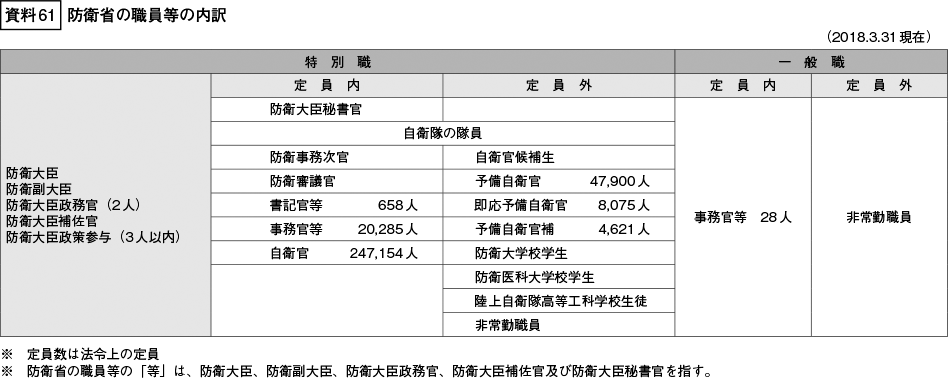 資料61 防衛省の職員等の内訳
（2018.3.31 現在）
特別職 一般職
定員内 定員外 定員内 定員外
防衛大臣
防衛副大臣
防衛大臣政務官（2人）
防衛大臣補佐官
防衛大臣政策参与（3人以内）
防衛大臣秘書官
自衛隊の隊員
防衛事務次官 自衛官候補生
防衛審議官 予備自衛官 47,900人
書記官等 658人 即応予備自衛官 8,075人
事務官等 20,285人 予備自衛官補 4,621人
自衛官 247,154人 防衛大学校学生
防衛医科大学校学生
陸上自衛隊高等工科学校生徒
非常勤職員
事務官等 28人
非常勤職員
※ 定員数は法令上の定員
※ 防衛省の職員等の「等」は、防衛大臣、防衛副大臣、防衛大臣政務官、防衛大臣補佐官及び防衛大臣秘書官を指す。